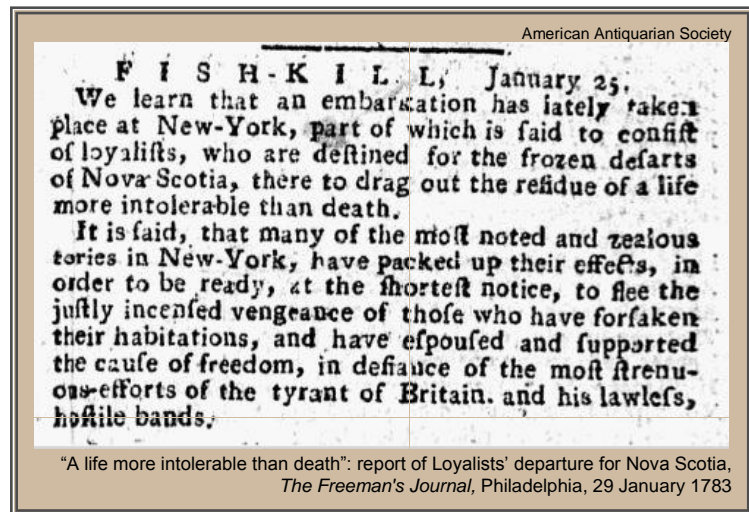 American Antiquarian Society
F I S H - K I L L, January 25.
We learn that an embarkation has lately taken
place at New-York, part of which is ſaid to conſiſt
of loyaliſts, who are deſtined for the frozen deſarts
of Nova Scotia, there to drag out the reſidue of a life
more intolerable than death.
It is ſaid, that many of the moſt noted and zealous
tories in New-York, have packed up their effects, in
order to be ready, at the ſhorteſt notice, to flee the
juſtly incenſed vengeance of thoſe who have forſaken
their habitations, and have eſpouſed and ſupported
the cauſe of freedom, in defiance of the moſt ſtrenu-
ous efforts of the tyrant of Britain. and his lawleſs,
hoſtile bands.
“A life more intolerable than death”: report of Loyalists’ departure for Nova Scotia,
The Freeman's Journal, Philadelphia, 29 January 1783